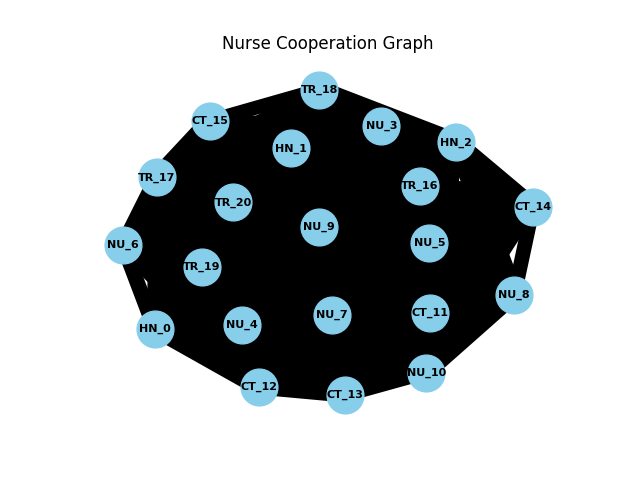 Nurse Cooperation Graph
TR_18
CT_15
NU_3
HN_2
HN_1
TR_17
TR_16
TR_20
CT_14
NU_9
NU_5
NU_6
TR_19
NU_8
CT_11
NU_7
NU_4
HN_0
NU_10
CT_12
CT_13